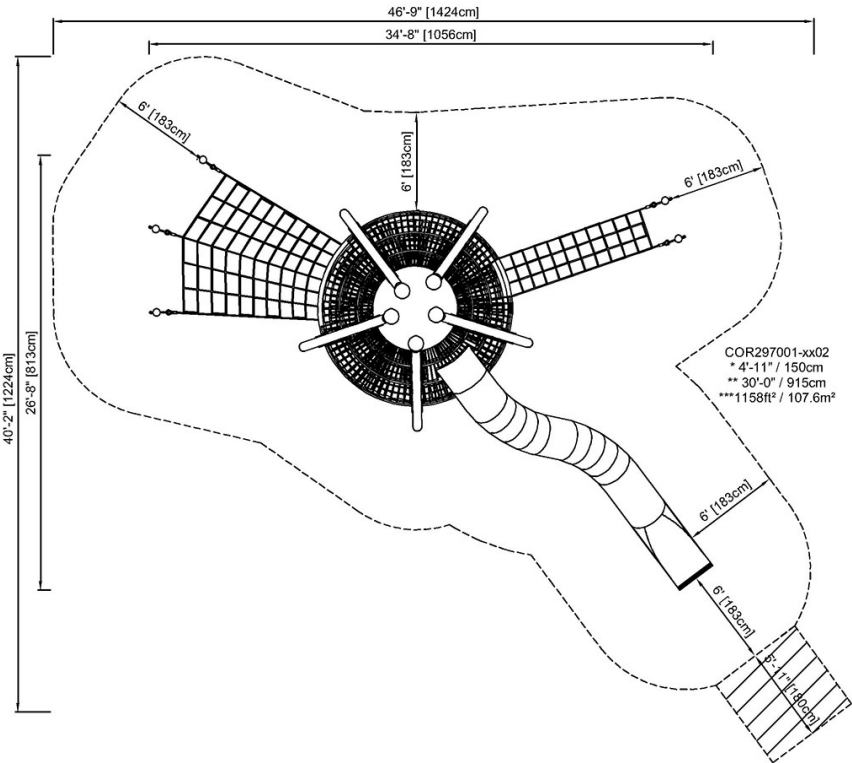 46'-9" [1424cm]
34'-8" [1056cm]
6' [183cm]
6' [183cm]
6' [183cm]
40'-2" [1224cm]
26'-8" [813cm]
COR297001-xx02
* 4'-11" / 150cm
** 30'-0" / 915cm
***1158ft² / 107.6m²
6' [183cm]
6' [183cm]
5'-11" [180cm]